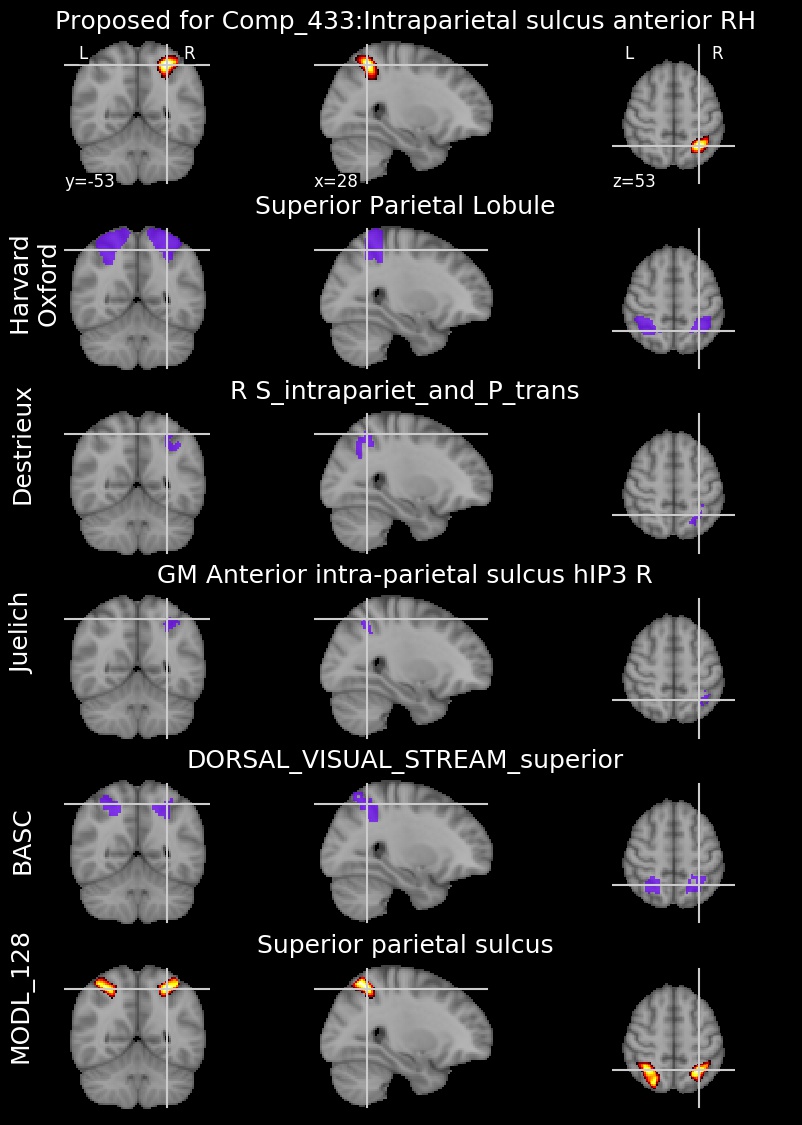 Proposed for Comp_433:Intraparietal sulcus anterior RH
L R
L R
y=-53
x=28
z=53
Superior Parietal Lobule
Harvard
Oxford
R S_intrapariet_and_P_trans
Destrieux
GM Anterior intra-parietal sulcus hIP3 R
Juelich
DORSAL_VISUAL_STREAM_superior
BASC
Superior parietal sulcus
MODL_128